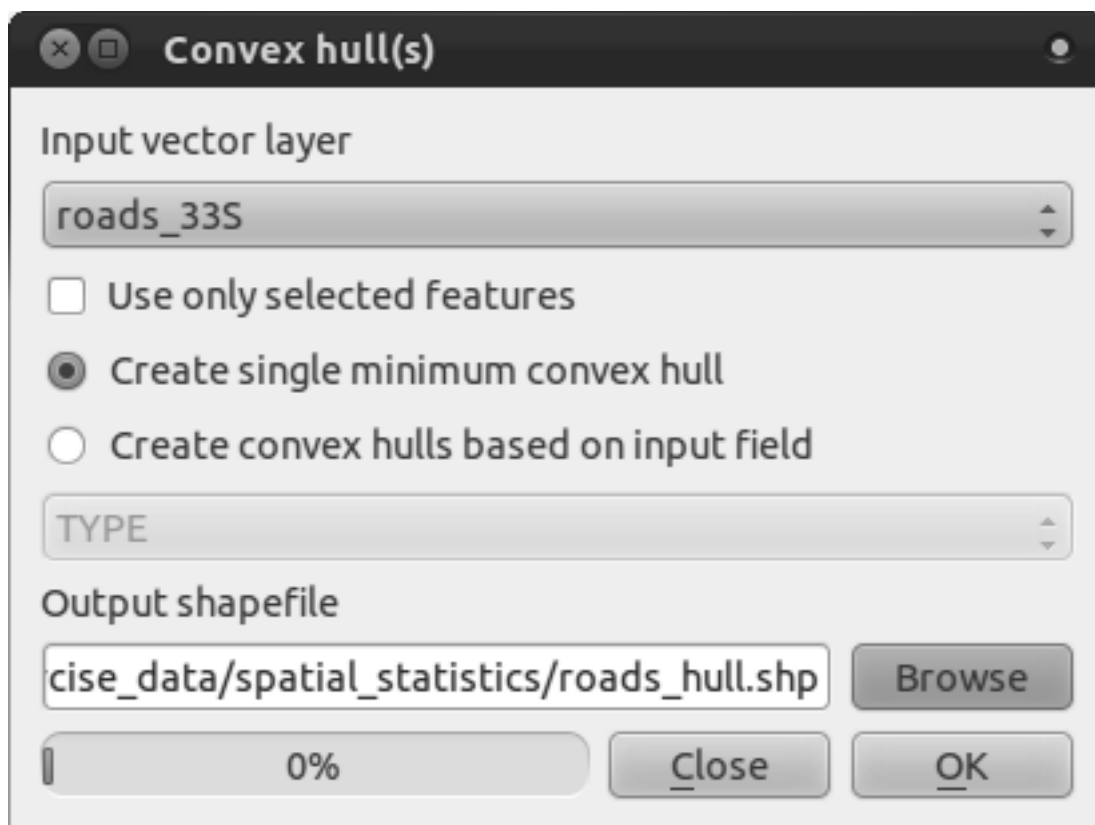 Convex hull(s)
Input vector layer
roads_33S
Use only selected features
Create single minimum convex hull
Create convex hulls based on input field
TYPE
Output shapefile
cise_data/spatial_statistics/roads_hull.shp Browse
0% Close OK